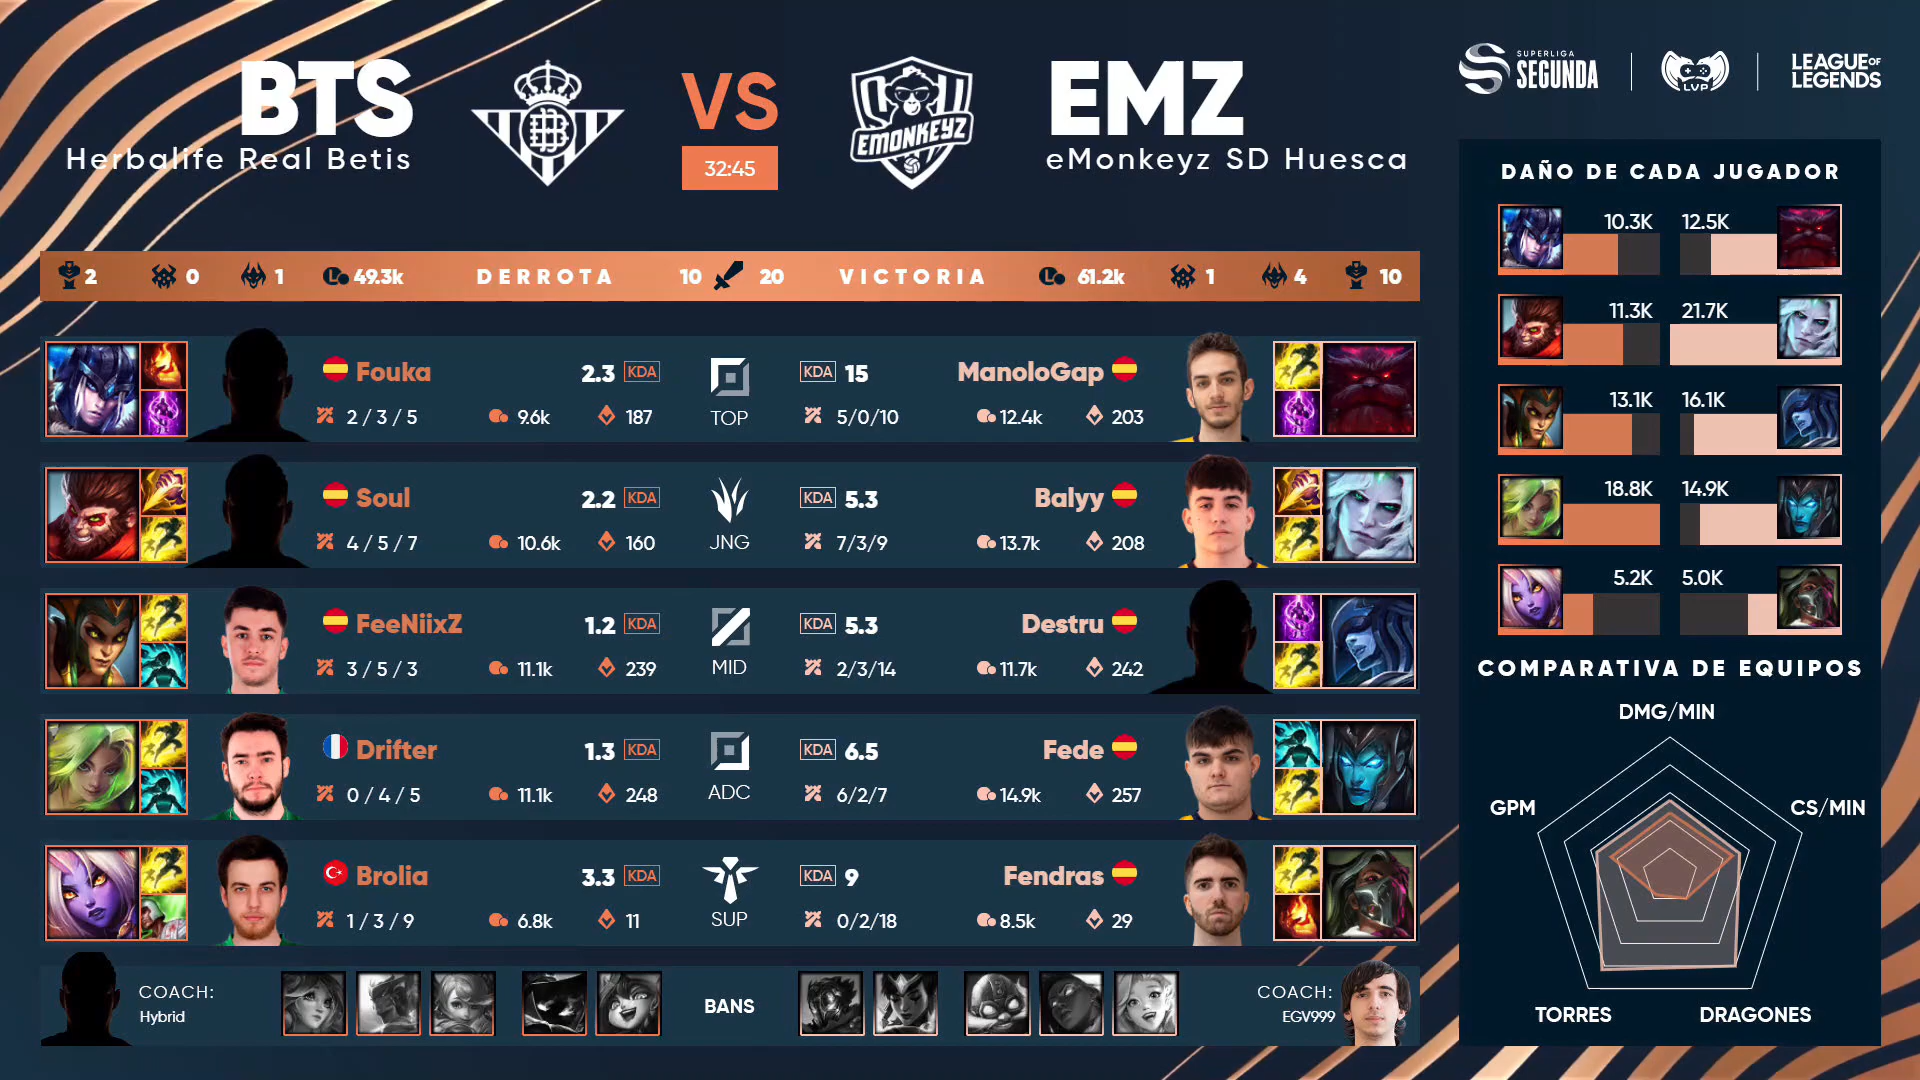 BTS
Herbalife Real Betis
VS
32:45
EMONKEYZ
EMZ
eMonkeyz SD Huesca
SUPERLIGA
SEGUNDA
LVP
LEAGUE OF
LEGENDS
2 0 1 49.3k DERROTA 10 20 VICTORIA 61.2k 1 4 10
Fouka 2.3 KDA
2 / 3 / 5 9.6k 187
TOP
KDA 15 ManoloGap
5/0/10 12.4k 203
Soul 2.2 KDA
4 / 5 / 7 10.6k 160
JNG
KDA 5.3 Balyy
7/3/9 13.7k 208
FeeNiixZ 1.2 KDA
3 / 5 / 3 11.1k 239
MID
KDA 5.3 Destru
2/3/14 11.7k 242
Drifter 1.3 KDA
0 / 4 / 5 11.1k 248
ADC
KDA 6.5 Fede
6/2/7 14.9k 257
Brolia 3.3 KDA
1 / 3 / 9 6.8k 11
SUP
KDA 9 Fendras
0/2/18 8.5k 29
COACH:
Hybrid
BANS
COACH:
EGV999
DAÑO DE CADA JUGADOR
10.3K 12.5K
11.3K 21.7K
13.1K 16.1K
18.8K 14.9K
5.2K 5.0K
COMPARATIVA DE EQUIPOS
DMG/MIN
GPM
CS/MIN
TORRES
DRAGONES